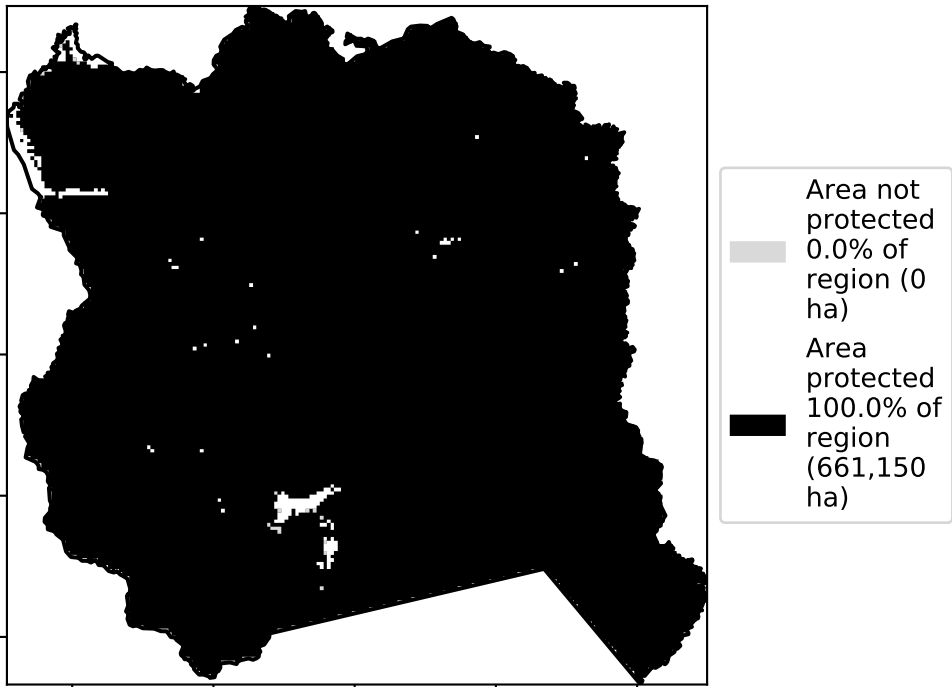 Area not
protected
0.0% of
region (0
ha)
Area
protected
100.0% of
region
(661,150
ha)